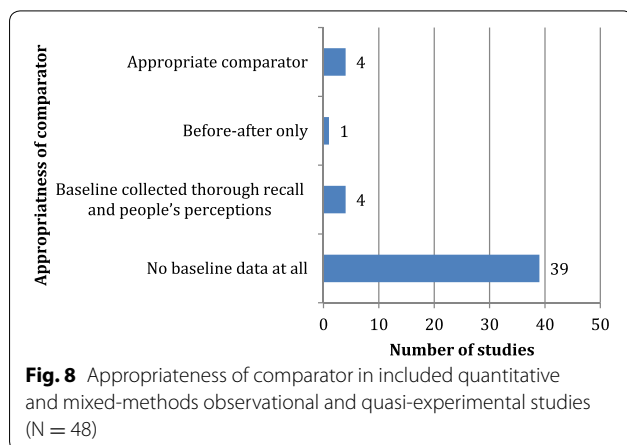 Appropriatness of comparator
Appropriate comparator
4
Before-after only
1
Baseline collected thorough recall
and people's perceptions
4
No baseline data at all
39
0 10 20 30 40 50
Number of studies
Fig. 8 Appropriateness of comparator in included quantitative
and mixed-methods observational and quasi-experimental studies
(N = 48)